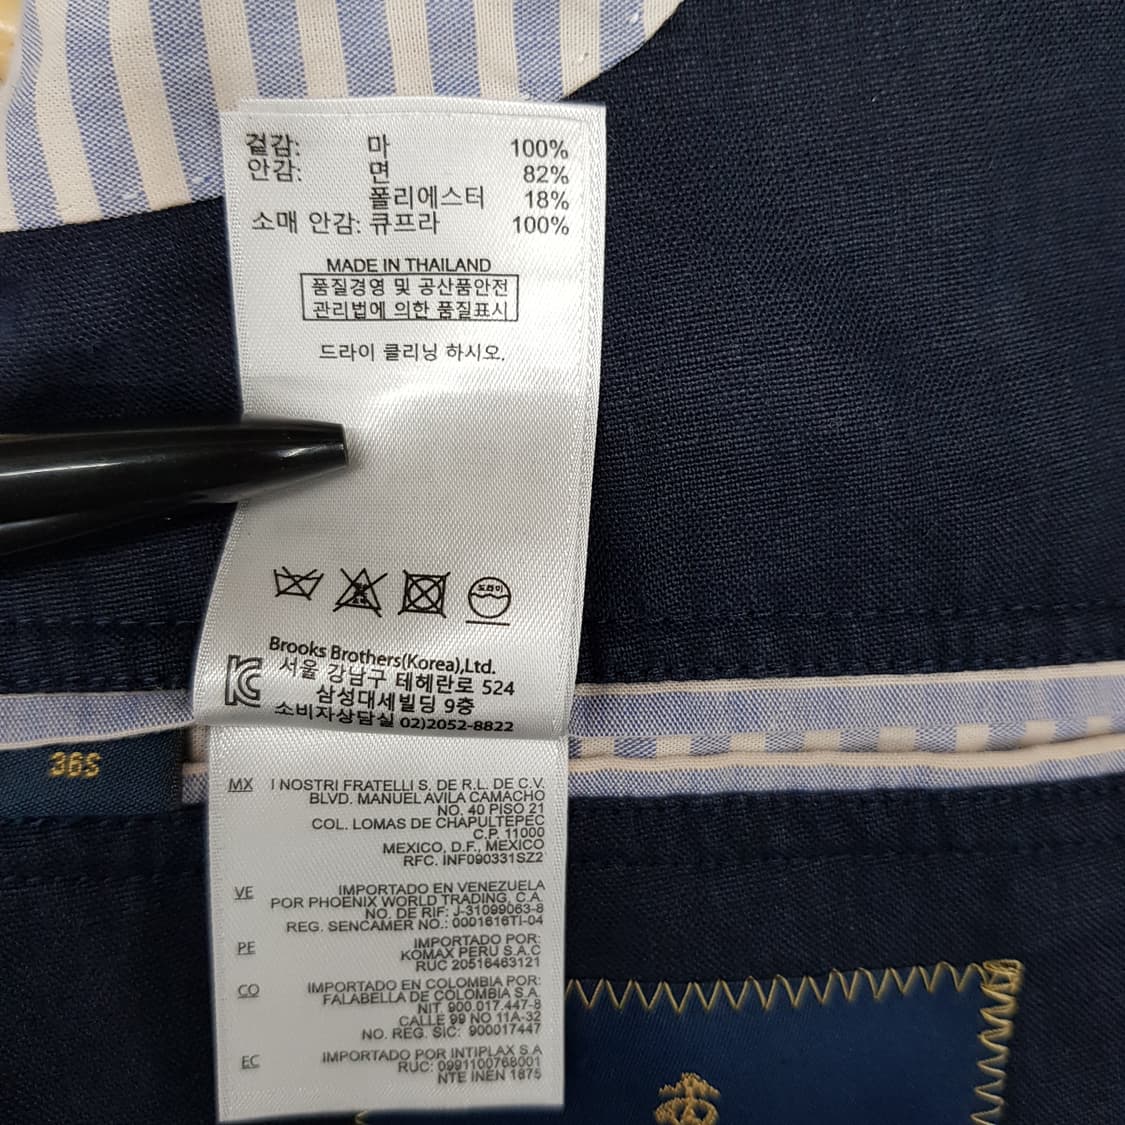 겉감: 마 100%
안감: 면 82%
폴리에스터 18%
소매 안감: 큐프라 100%
MADE IN THAILAND
품질경영 및 공산품안전
관리법에 의한 품질표시
드라이 클리닝 하시오.
드라이
Brooks Brothers(Korea),Ltd.
서울 강남구 테헤란로 524
삼성대세빌딩 9층
소비자상담실 02)2052-8822
36S
MX I NOSTRI FRATELLI S, DE R.L. DE C.V.
BLVD. MANUEL AVILA CAMACHO
NO. 40 PISO 21
COL. LOMAS DE CHAPULTEPEC
C.P. 11000
MEXICO, D.F., MEXICO
RFC. INF090331SZ2
VE IMPORTADO EN VENEZUELA
POR PHOENIX WORLD TRADING, C.A.
NO. DE RIF: J-31099063-8
REG. SENCAMER NO.: 0001616TI-04
PE IMPORTADO POR:
KOMAX PERU S.A.C
RUC 20516463121
CO IMPORTADO EN COLOMBIA POR:
FALABELLA DE COLOMBIA S.A.
NIT 900.017.447-8
CALLE 99 NO 11A-32
NO. REG. SIC: 900017447
EC IMPORTADO POR INTIPLAX S.A
RUC: 0991100768001
NTE INEN 1875